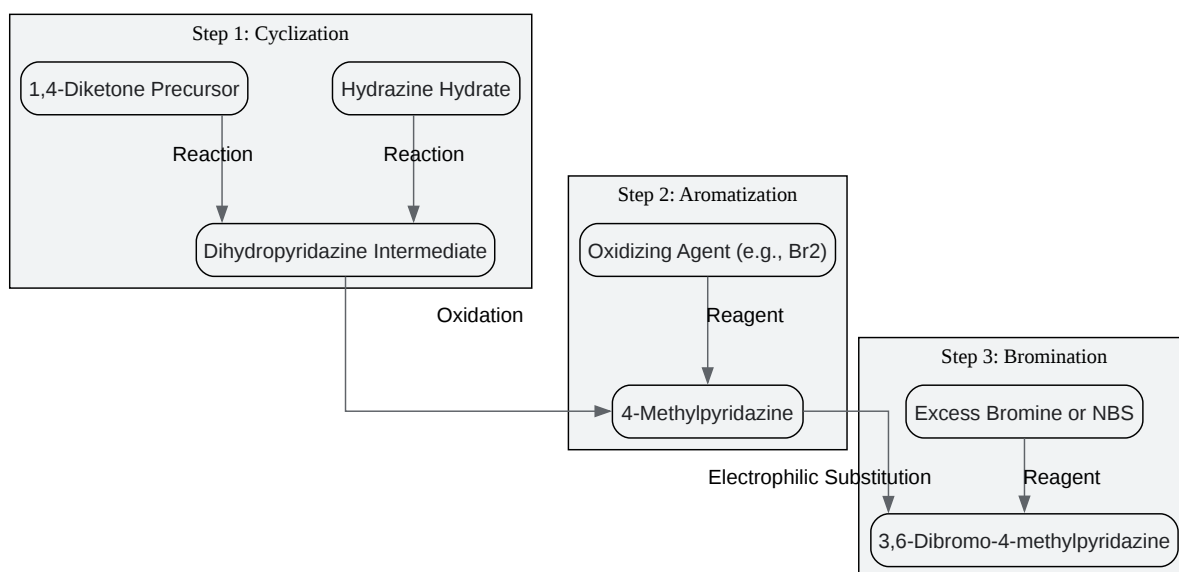 Step 1: Cyclization
1,4-Diketone Precursor
Hydrazine Hydrate
Reaction
Reaction
Dihydropyridazine Intermediate
Oxidation
Step 2: Aromatization
Oxidizing Agent (e.g., Br2)
Reagent
4-Methylpyridazine
Electrophilic Substitution
Step 3: Bromination
Excess Bromine or NBS
Reagent
3,6-Dibromo-4-methylpyridazine